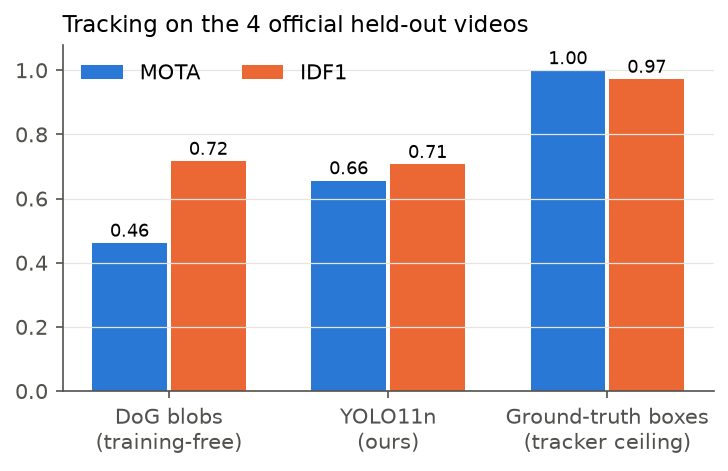 Tracking on the 4 official held-out videos
MOTA
IDF1
1.0
0.8
0.6
0.4
0.2
0.0
0.46
0.72
0.66
0.71
1.00
0.97
DoG blobs
(training-free)
YOLO11n
(ours)
Ground-truth boxes
(tracker ceiling)